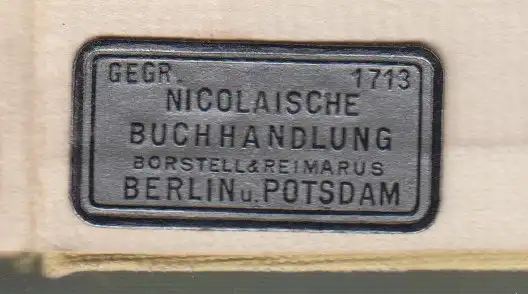 GEGR. 1713
NICOLAISCHE
BUCHHANDLUNG
BORSTELL & REIMARUS
BERLIN u. POTSDAM